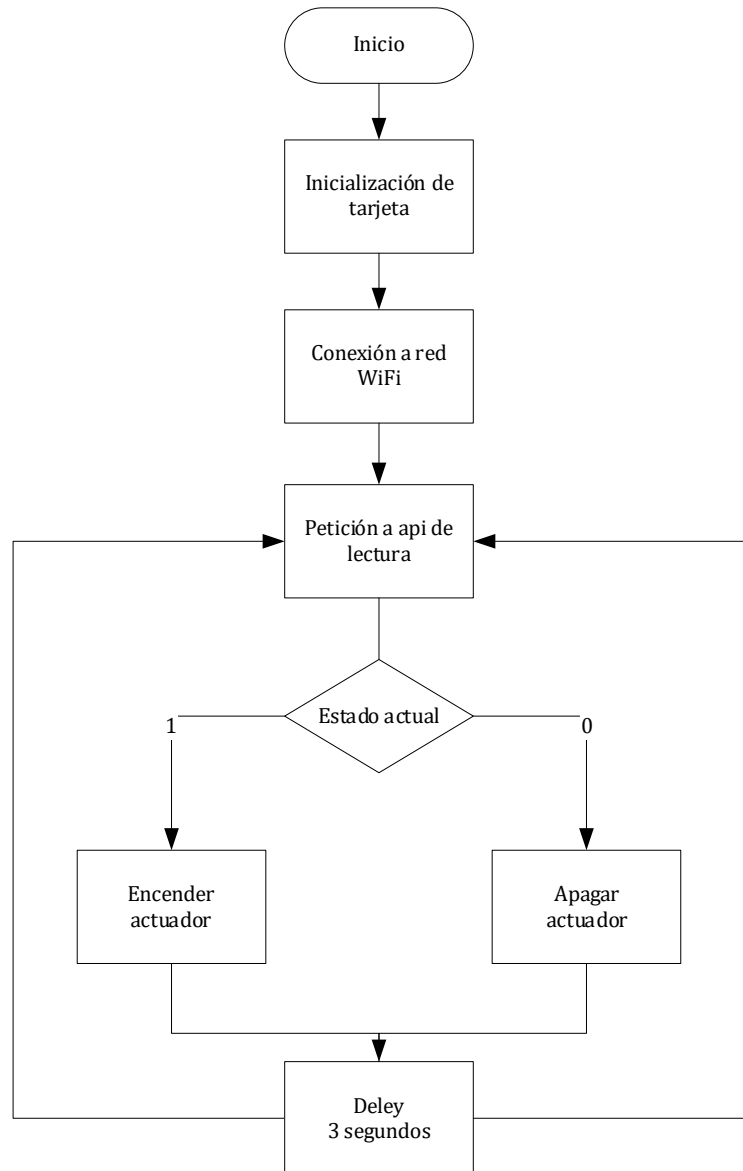 Inicio
Inicialización de
tarjeta
Conexión a red
WiFi
Petición a api de
lectura
Estado actual
1
0
Encender
actuador
Apagar
actuador
Deley
3 segundos